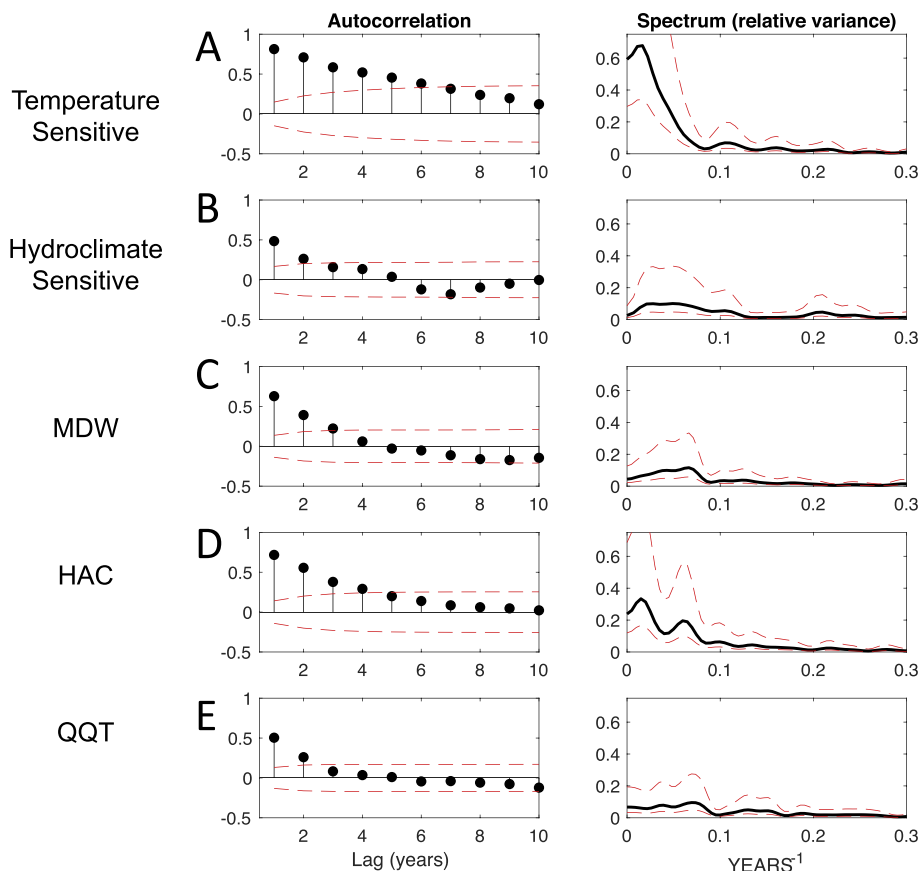 Autocorrelation
Spectrum (relative variance)
A
Temperature
Sensitive
1
0.5
0
-0.5
2 4 6 8 10
0.6
0.4
0.2
0
0 0.1 0.2 0.3
B
Hydroclimate
Sensitive
1
0.5
0
-0.5
2 4 6 8 10
0.6
0.4
0.2
0
0 0.1 0.2 0.3
C
MDW
1
0.5
0
-0.5
2 4 6 8 10
0.6
0.4
0.2
0
0 0.1 0.2 0.3
D
HAC
1
0.5
0
-0.5
2 4 6 8 10
0.6
0.4
0.2
0
0 0.1 0.2 0.3
E
QQT
1
0.5
0
-0.5
2 4 6 8 10
Lag (years)
0.6
0.4
0.2
0
0 0.1 0.2 0.3
YEARS⁻¹